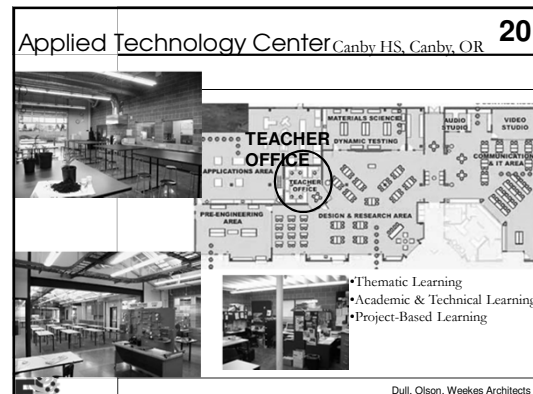 Applied Technology Center Canby HS, Canby, OR 20
MATERIALS SCIENCE
AUDIO
STUDIO
VIDEO
STUDIO
TEACHER
OFFICE
DYNAMIC TESTING
COMMUNICATION
& IT AREA
APPLICATIONS AREA
TEACHER
OFFICE
PRE-ENGINEERING
AREA
DESIGN & RESEARCH AREA
•Thematic Learning
•Academic & Technical Learning
•Project-Based Learning
Dull, Olson, Weekes Architects